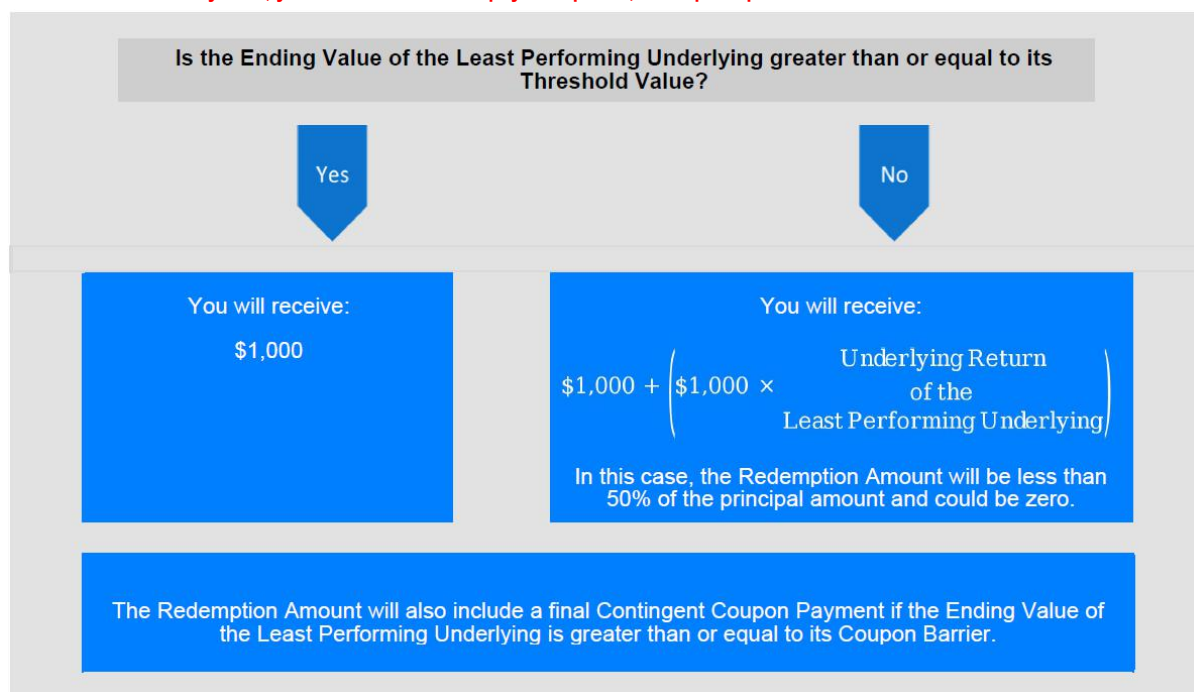 Is the Ending Value of the Least Performing Underlying greater than or equal to its
Threshold Value?
Yes
No
You will receive:
$1,000
You will receive:
$1,000 + ($1,000 × Underlying Return
of the
Least Performing Underlying)
In this case, the Redemption Amount will be less than
50% of the principal amount and could be zero.
The Redemption Amount will also include a final Contingent Coupon Payment if the Ending Value of
the Least Performing Underlying is greater than or equal to its Coupon Barrier.